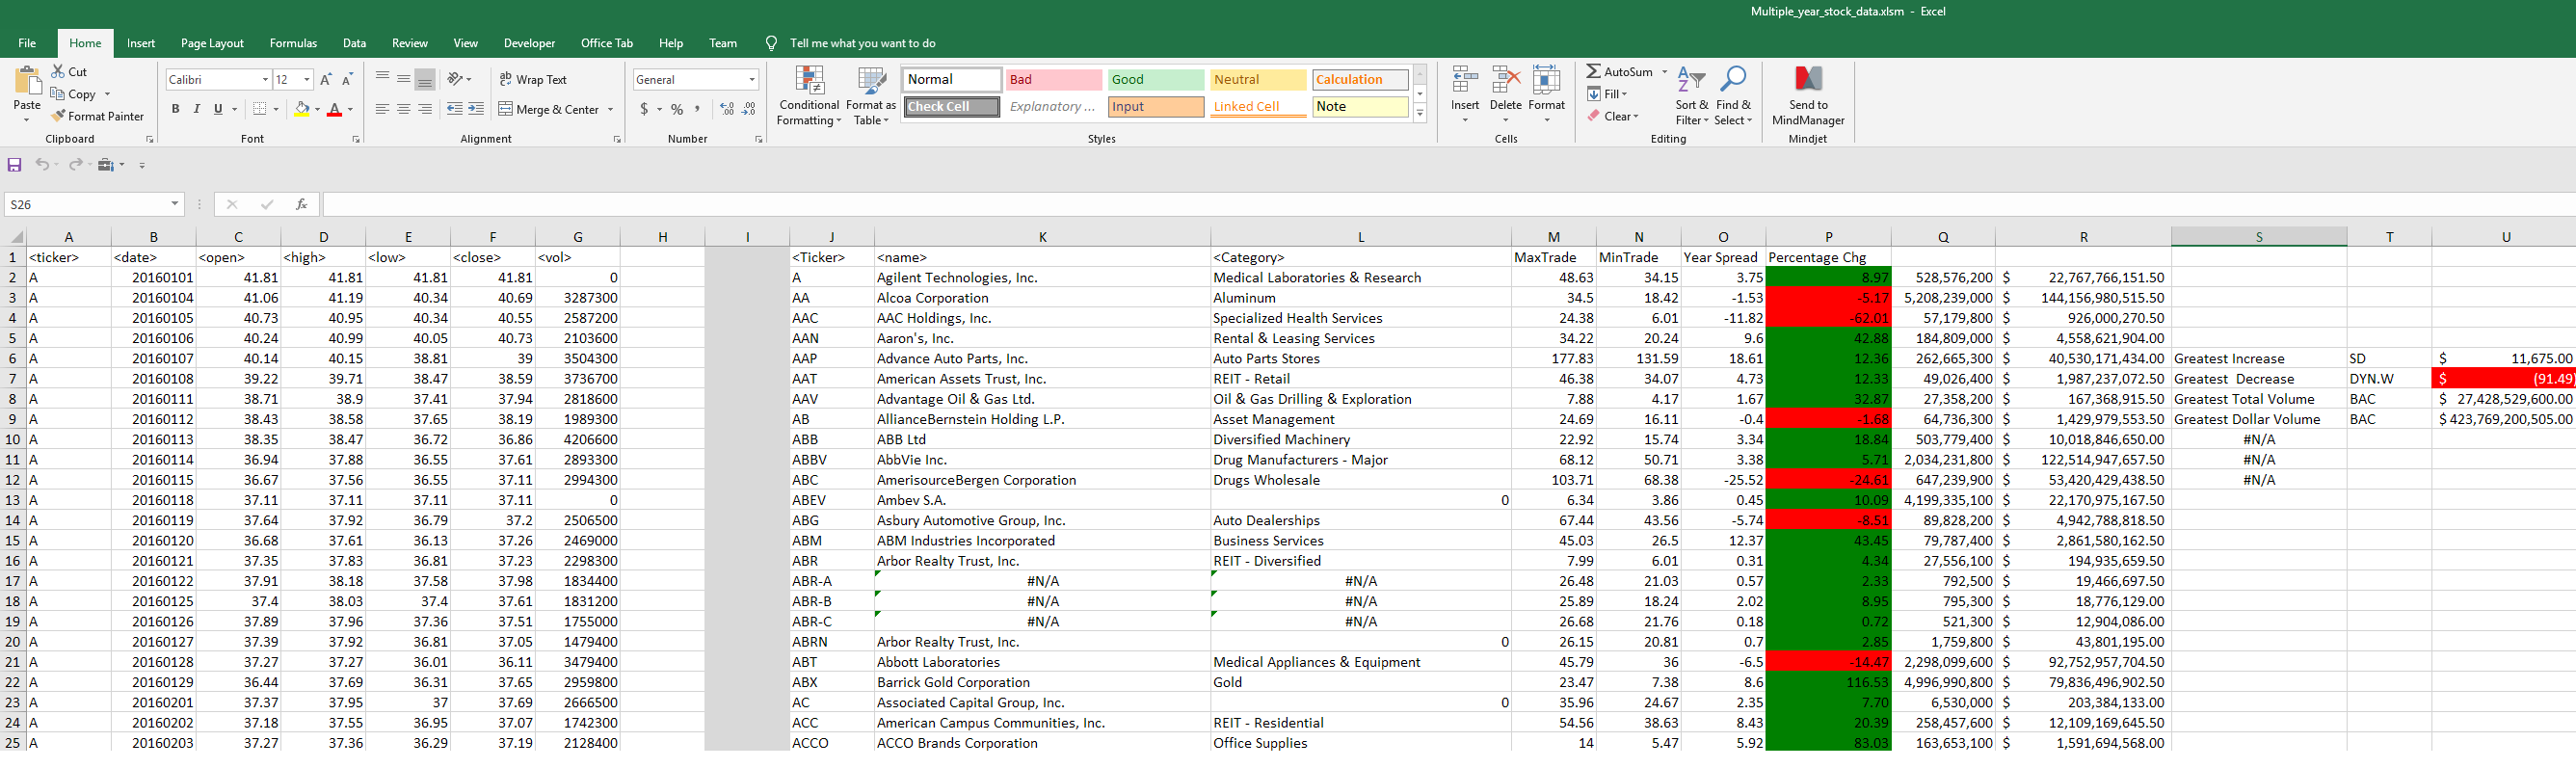 Multiple_year_stock_data.xlsm - Excel
File Home Insert Page Layout Formulas Data Review View Developer Office Tab Help Team Tell me what you want to do
Cut Calibri 12 A A Wrap Text General Normal Bad Good Neutral Calculation AutoSum
Paste Copy Conditional Formatting Format as Table Insert Delete Format Fill Sort & Filter Find & Select Send to MindManager
Format Painter B I U A Merge & Center $ % , Check Cell Explanatory ... Input Linked Cell Note Clear
Clipboard Font Alignment Number Styles Cells Editing Mindjet
S26 fx
A B C D E F G H I J K L M N O P Q R S T U
1 <ticker> <date> <open> <high> <low> <close> <vol> <Ticker> <name> <Category> MaxTrade MinTrade Year Spread Percentage Chg
2 A 20160101 41.81 41.81 41.81 41.81 0 A Agilent Technologies, Inc. Medical Laboratories & Research 48.63 34.15 3.75 8.97 528,576,200 $ 22,767,766,151.50
3 A 20160104 41.06 41.19 40.34 40.69 3287300 AA Alcoa Corporation Aluminum 34.5 18.42 -1.53 -5.17 5,208,239,000 $ 144,156,980,515.50
4 A 20160105 40.73 40.95 40.34 40.55 2587200 AAC AAC Holdings, Inc. Specialized Health Services 24.38 6.01 -11.82 -62.01 57,179,800 $ 926,000,270.50
5 A 20160106 40.24 40.99 40.05 40.73 2103600 AAN Aaron's, Inc. Rental & Leasing Services 34.22 20.24 9.6 42.88 184,809,000 $ 4,558,621,904.00
6 A 20160107 40.14 40.15 38.81 39 3504300 AAP Advance Auto Parts, Inc. Auto Parts Stores 177.83 131.59 18.61 12.36 262,665,300 $ 40,530,171,434.00 Greatest Increase SD $ 11,675.00
7 A 20160108 39.22 39.71 38.47 38.59 3736700 AAT American Assets Trust, Inc. REIT - Retail 46.38 34.07 4.73 12.33 49,026,400 $ 1,987,237,072.50 Greatest Decrease DYN.W $ (91.49)
8 A 20160111 38.71 38.9 37.41 37.94 2818600 AAV Advantage Oil & Gas Ltd. Oil & Gas Drilling & Exploration 7.88 4.17 1.67 32.87 27,358,200 $ 167,368,915.50 Greatest Total Volume BAC $ 27,428,529,600.00
9 A 20160112 38.43 38.58 37.65 38.19 1989300 AB AllianceBernstein Holding L.P. Asset Management 24.69 16.11 -0.4 -1.68 64,736,300 $ 1,429,979,553.50 Greatest Dollar Volume BAC $ 423,769,200,505.00
10 A 20160113 38.35 38.47 36.72 36.86 4206600 ABB ABB Ltd Diversified Machinery 22.92 15.74 3.34 18.84 503,779,400 $ 10,018,846,650.00 #N/A
11 A 20160114 36.94 37.88 36.55 37.61 2893300 ABBV AbbVie Inc. Drug Manufacturers - Major 68.12 50.71 3.38 5.71 2,034,231,800 $ 122,514,947,657.50 #N/A
12 A 20160115 36.67 37.56 36.55 37.11 2994300 ABC AmerisourceBergen Corporation Drugs Wholesale 103.71 68.38 -25.52 -24.61 647,239,900 $ 53,420,429,438.50 #N/A
13 A 20160118 37.11 37.11 37.11 37.11 0 ABEV Ambev S.A. 0 6.34 3.86 0.45 10.09 4,199,335,100 $ 22,170,975,167.50
14 A 20160119 37.64 37.92 36.79 37.2 2506500 ABG Asbury Automotive Group, Inc. Auto Dealerships 67.44 43.56 -5.74 -8.51 89,828,200 $ 4,942,788,818.50
15 A 20160120 36.68 37.61 36.13 37.26 2469000 ABM ABM Industries Incorporated Business Services 45.03 26.5 12.37 43.45 79,787,400 $ 2,861,580,162.50
16 A 20160121 37.35 37.83 36.81 37.23 2298300 ABR Arbor Realty Trust, Inc. REIT - Diversified 7.99 6.01 0.31 4.34 27,556,100 $ 194,935,659.50
17 A 20160122 37.91 38.18 37.58 37.98 1834400 ABR-A #N/A #N/A 26.48 21.03 0.57 2.33 792,500 $ 19,466,697.50
18 A 20160125 37.4 38.03 37.4 37.61 1831200 ABR-B #N/A #N/A 25.89 18.24 2.02 8.95 795,300 $ 18,776,129.00
19 A 20160126 37.89 37.96 37.36 37.51 1755000 ABR-C #N/A #N/A 26.68 21.76 0.18 0.72 521,300 $ 12,904,086.00
20 A 20160127 37.39 37.92 36.81 37.05 1479400 ABRN Arbor Realty Trust, Inc. 0 26.15 20.81 0.7 2.85 1,759,800 $ 43,801,195.00
21 A 20160128 37.27 37.27 36.01 36.11 3479400 ABT Abbott Laboratories Medical Appliances & Equipment 45.79 36 -6.5 -14.47 2,298,099,600 $ 92,752,957,704.50
22 A 20160129 36.44 37.69 36.31 37.65 2959800 ABX Barrick Gold Corporation Gold 23.47 7.38 8.6 116.53 4,996,990,800 $ 79,836,496,902.50
23 A 20160201 37.37 37.95 37 37.69 2666500 AC Associated Capital Group, Inc. 0 35.96 24.67 2.35 7.70 6,530,000 $ 203,384,133.00
24 A 20160202 37.18 37.55 36.95 37.07 1742300 ACC American Campus Communities, Inc. REIT - Residential 54.56 38.63 8.43 20.39 258,457,600 $ 12,109,169,645.50
25 A 20160203 37.27 37.36 36.29 37.19 2128400 ACCO ACCO Brands Corporation Office Supplies 14 5.47 5.92 83.03 163,653,100 $ 1,591,694,568.00